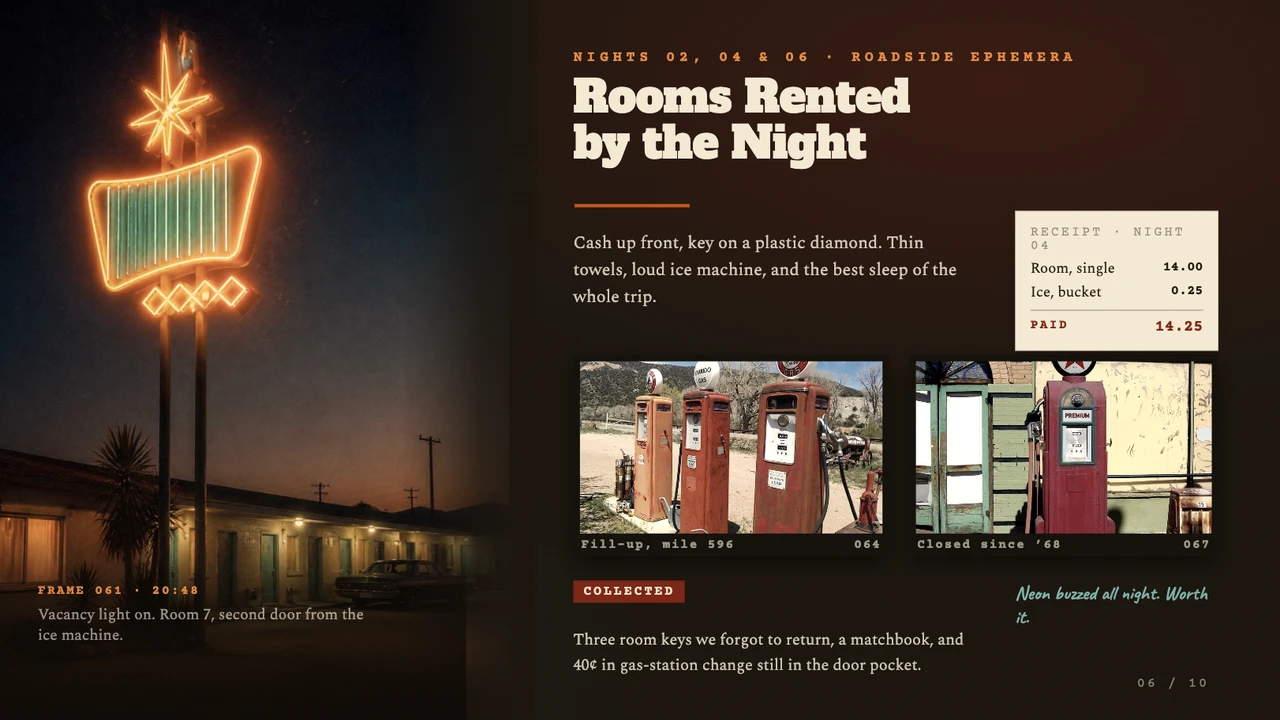 NIGHTS 02, 04 & 06 · ROADSIDE EPHEMERA
Rooms Rented
by the Night
Cash up front, key on a plastic diamond. Thin
towels, loud ice machine, and the best sleep of the
whole trip.
RECEIPT · NIGHT
04
Room, single 14.00
Ice, bucket 0.25
PAID 14.25
PREMIUM
Fill-up, mile 596 064
Closed since ’68 067
FRAME 061 · 20:48
Vacancy light on. Room 7, second door from the
ice machine.
COLLECTED
Three room keys we forgot to return, a matchbook, and
40¢ in gas-station change still in the door pocket.
Neon buzzed all night. Worth
it.
06 / 10